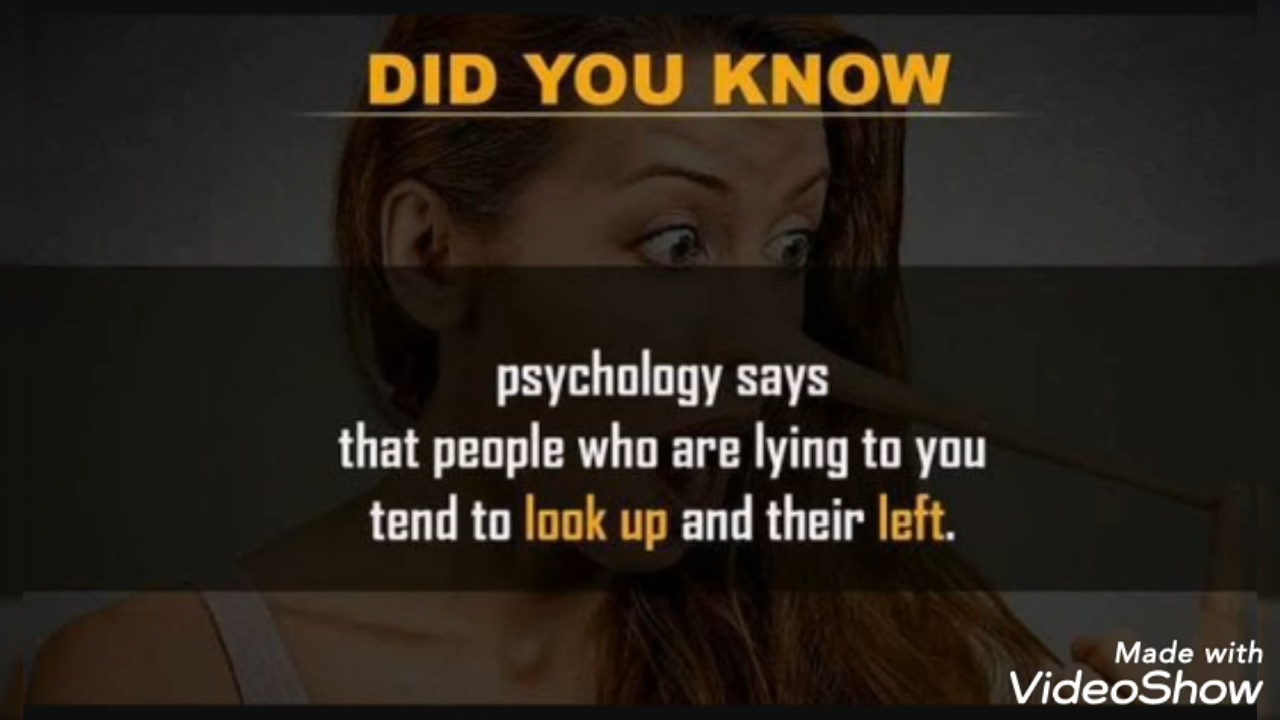 DID YOU KNOW
psychology says
that people who are lying to you
tend to look up and their left.
Made with
VideoShow